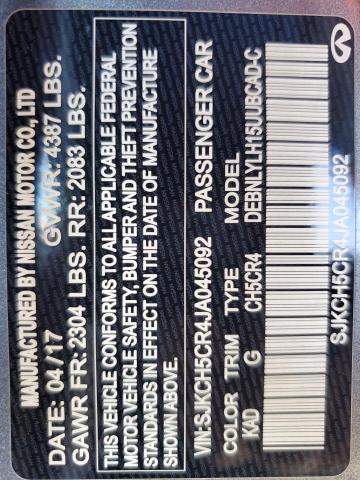 MANUFACTURED BY NISSAN MOTOR CO., LTD
DATE: 04/17 GVWR: 4387 LBS.
GAWR FR: 2304 LBS. RR: 2083 LBS.
THIS VEHICLE CONFORMS TO ALL APPLICABLE FEDERAL
MOTOR VEHICLE SAFETY, BUMPER AND THEFT PREVENTION
STANDARDS IN EFFECT ON THE DATE OF MANUFACTURE
SHOWN ABOVE.
VIN:SJKCH5CR4JA045092 PASSENGER CAR
COLOR TRIM TYPE MODEL
KAD G CH5CR4 DEBNLYLH15UUBCAD-C
SJKCH5CR4JA045092